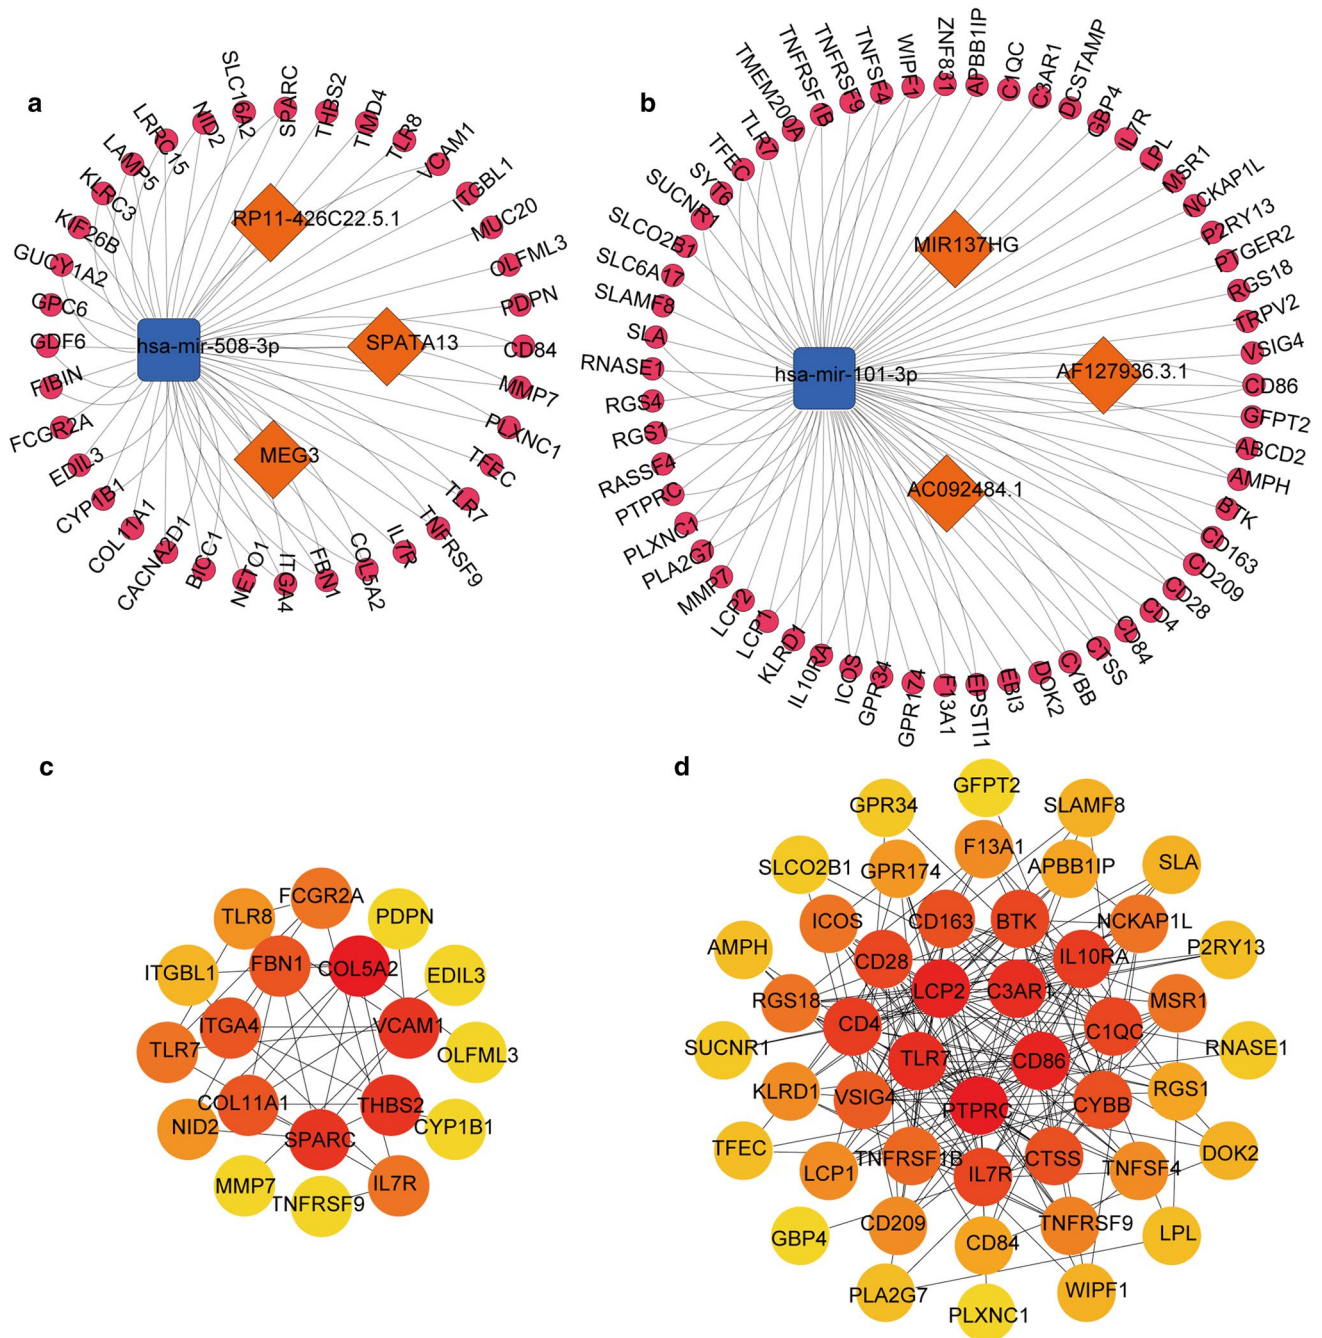 a
SLC16A2
SPARC
THBS2
TIMD4
TLR8
VCAM1
ITGBL1
MUC20
OLFML3
PDPN
CD84
MMP7
PLXNC1
TFEC
TLR7
TNFRSF9
IL7R
COL5A2
FBN1
ITGA4
NETO1
BICC1
CACNA2D1
COL11A1
CYP1B1
EDIL3
FCGR2A
FIBIN
GDF6
GPC6
GUCY1A2
KIF26B
KLRC3
LAMP5
LRRC15
NID2
RP11-426C22.5.1
hsa-mir-508-3p
SPATA13
MEG3
b
WIPF1
ZNF831
APBB1IP
C1QC
C3AR1
DCSTAMP
GBP4
IL7R
LPL
MSR1
NCKAP1L
P2RY13
PTGER2
RGS18
TRPV2
VSIG4
CD86
GFPT2
ABCD2
AMPH
BTK
CD163
CD209
CD28
CD4
CD84
CTSS
CYBB
DOK2
EBI3
EPSTI1
F13A1
GPR174
GPR34
ICOS
IL10RA
KLRD1
LCP1
LCP2
MMP7
PLA2G7
PLXNC1
PTPRC
RASSF4
RGS1
RGS4
RNASE1
SLA
SLAMF8
SLC6A17
SLCO2B1
SUCNR1
SYT6
TFEC
TLR7
TMEM200A
TNFRSF1B
TNFRSF9
TNFSF4
MIR137HG
hsa-mir-101-3p
AF127936.3.1
AC092484.1
c
FCGR2A
TLR8
PDPN
FBN1
COL5A2
ITGBL1
EDIL3
ITGA4
VCAM1
TLR7
OLFML3
COL11A1
THBS2
NID2
SPARC
CYP1B1
MMP7
IL7R
TNFRSF9
d
GFPT2
GPR34
SLAMF8
F13A1
SLCO2B1
GPR174
APBB1IP
SLA
ICOS
CD163
BTK
NCKAP1L
AMPH
CD28
IL10RA
P2RY13
RGS18
LCP2
C3AR1
MSR1
CD4
C1QC
SUCNR1
TLR7
CD86
RNASE1
KLRD1
VSIG4
PTPRC
CYBB
RGS1
TFEC
LCP1
TNFRSF1B
IL7R
CTSS
TNFSF4
DOK2
GBP4
CD209
CD84
TNFRSF9
LPL
PLA2G7
PLXNC1
WIPF1